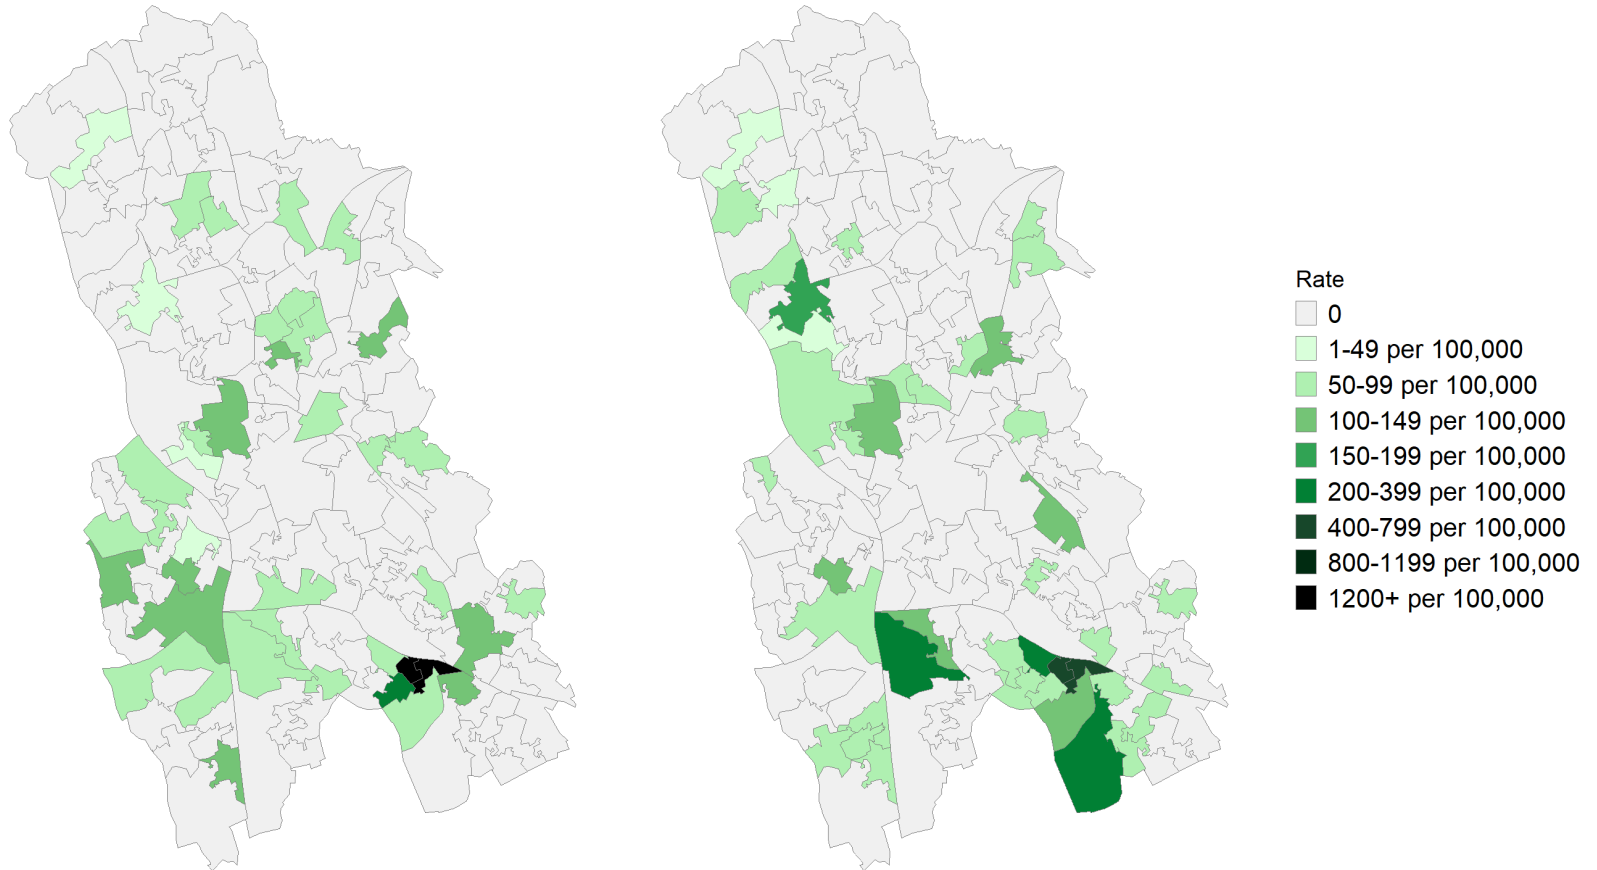 Rate
0
1-49 per 100,000
50-99 per 100,000
100-149 per 100,000
150-199 per 100,000
200-399 per 100,000
400-799 per 100,000
800-1199 per 100,000
1200+ per 100,000